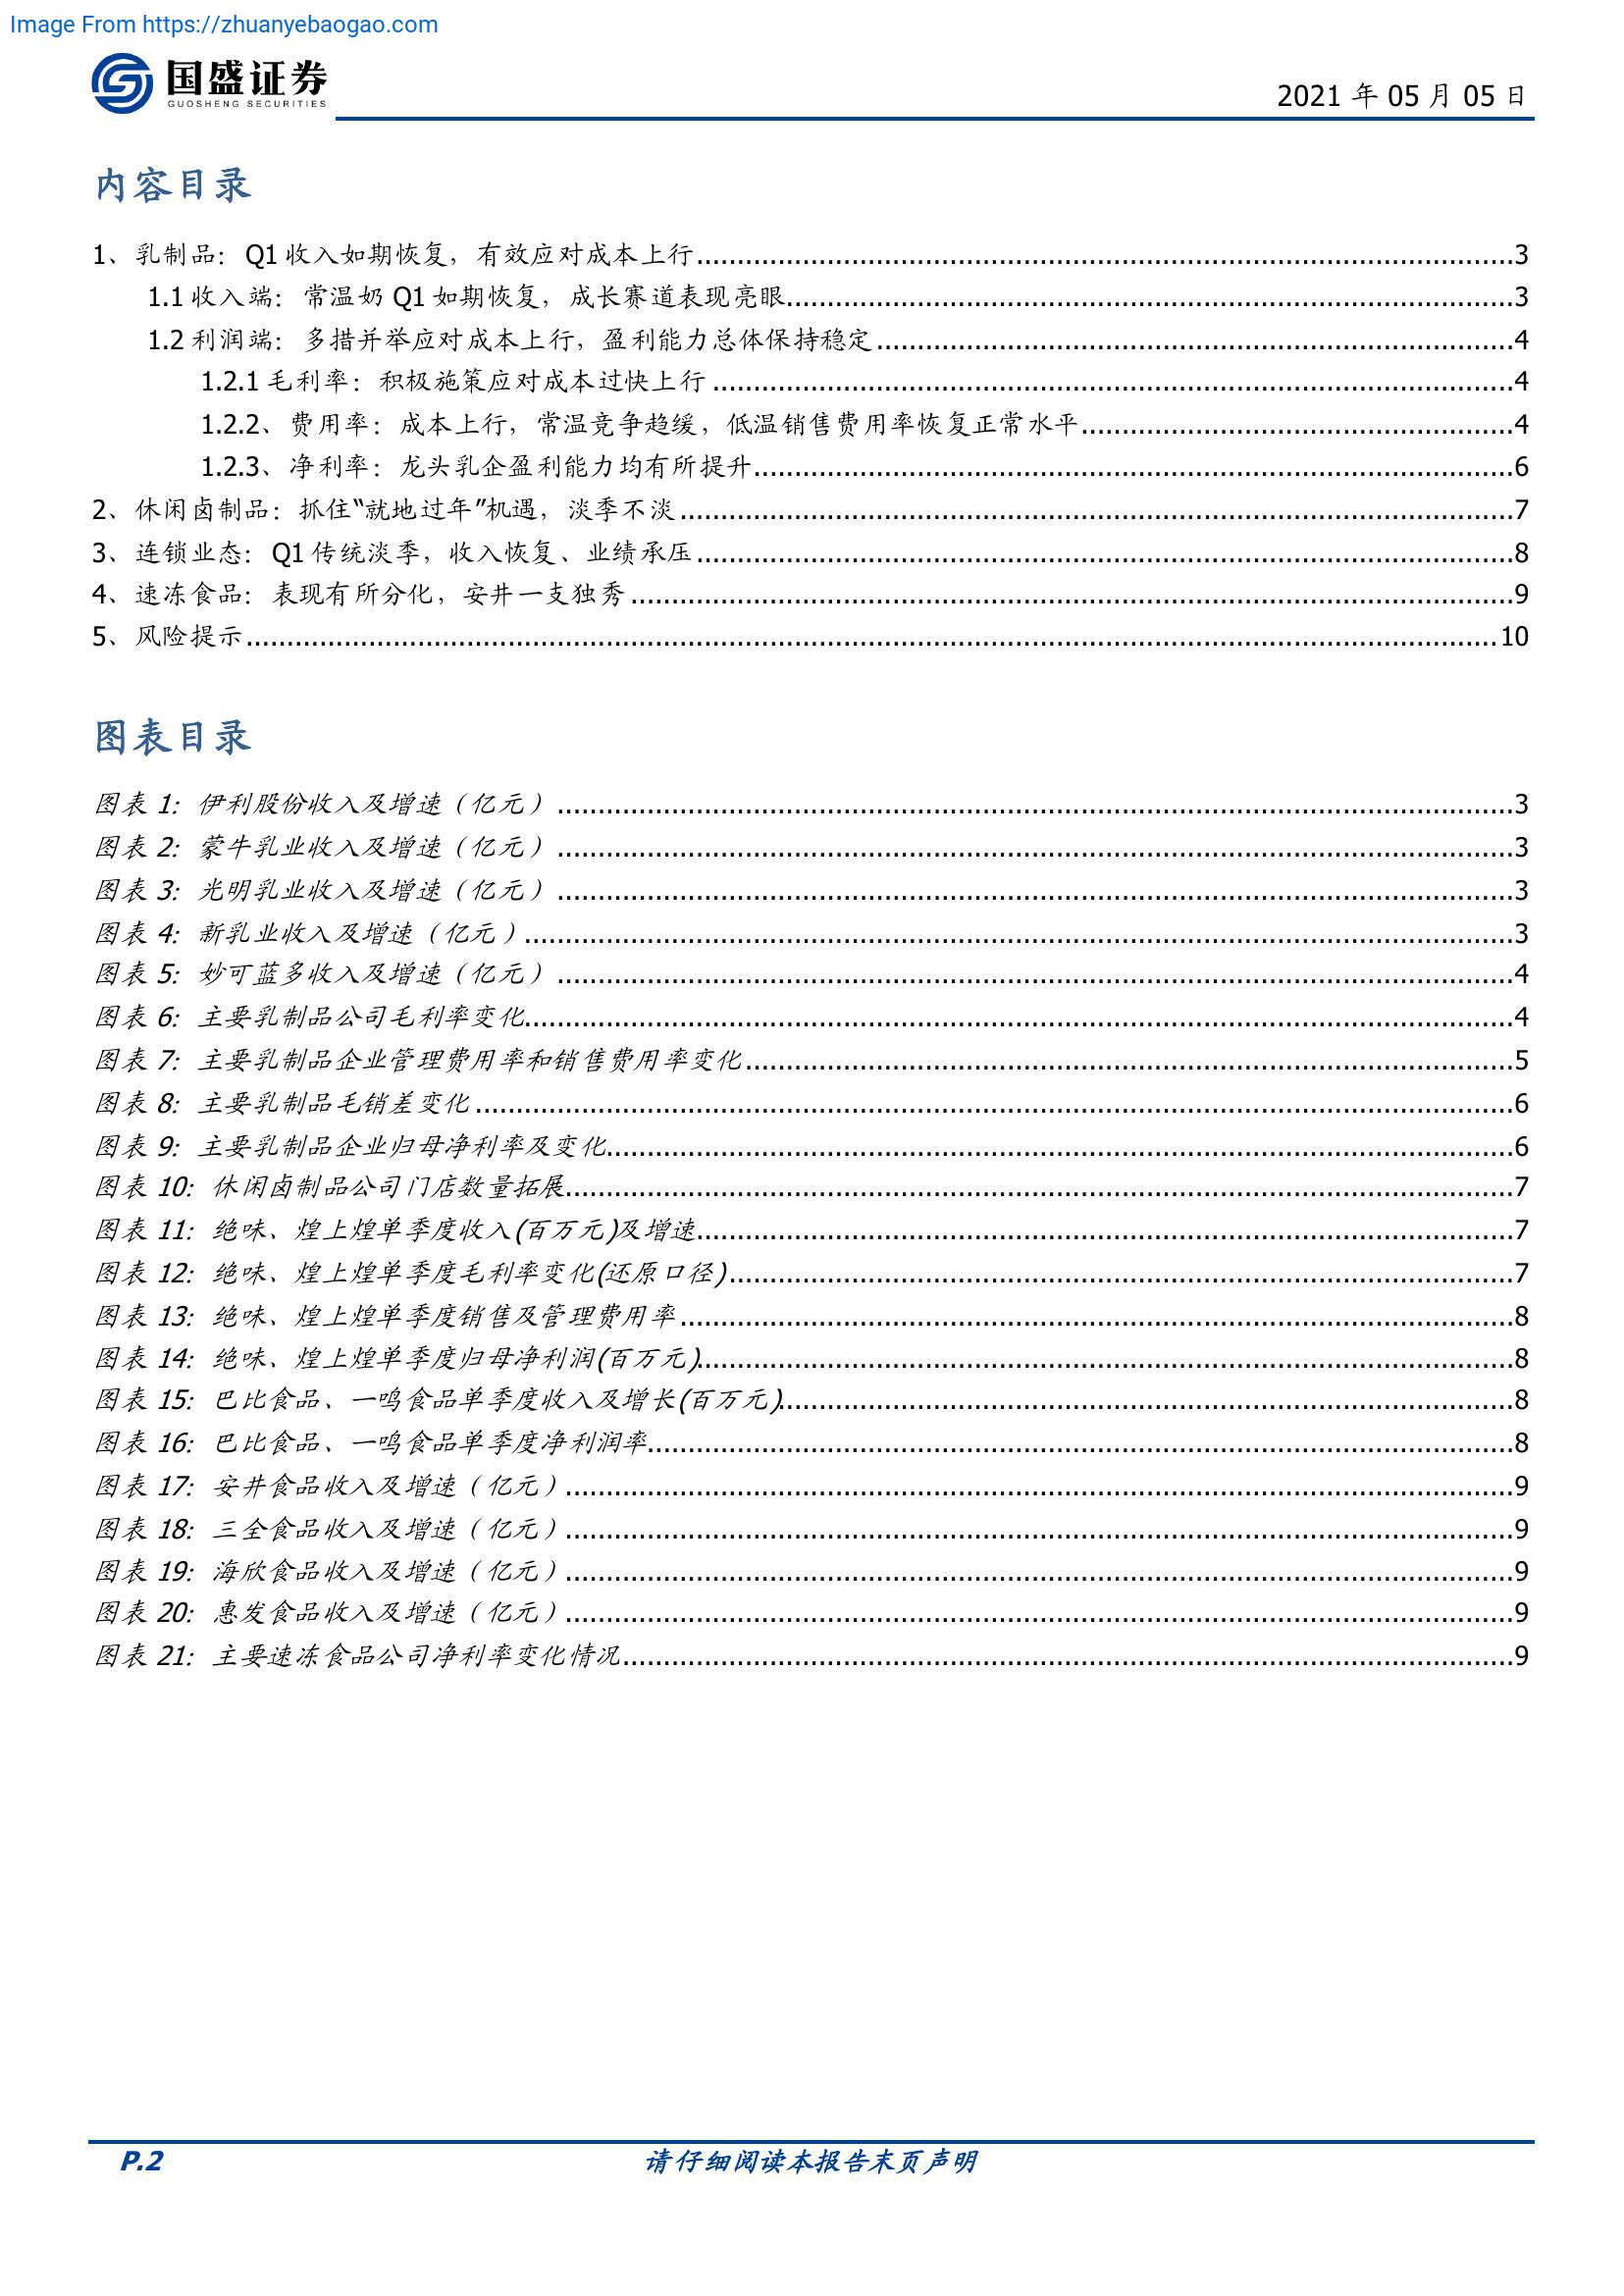 Image From https://zhuanyebaogao.com
国盛证券
GUOSHENG SECURITIES
2021 年 05 月 05 日
内容目录
1、乳制品：Q1 收入如期恢复，有效应对成本上行....................3
1.1 收入端：常温奶 Q1 如期恢复，成长赛道表现亮眼....................3
1.2 利润端：多措并举应对成本上行，盈利能力总体保持稳定....................4
1.2.1 毛利率：积极施策应对成本过快上行....................4
1.2.2、费用率：成本上行，常温竞争趋缓，低温销售费用率恢复正常水平....................4
1.2.3、净利率：龙头乳企盈利能力均有所提升....................6
2、休闲卤制品：抓住“就地过年”机遇，淡季不淡....................7
3、连锁业态：Q1 传统淡季，收入恢复、业绩承压....................8
4、速冻食品：表现有所分化，安井一支独秀....................9
5、风险提示....................10
图表目录
图表 1：伊利股份收入及增速（亿元）....................3
图表 2：蒙牛乳业收入及增速（亿元）....................3
图表 3：光明乳业收入及增速（亿元）....................3
图表 4：新乳业收入及增速（亿元）....................3
图表 5：妙可蓝多收入及增速（亿元）....................4
图表 6：主要乳制品公司毛利率变化....................4
图表 7：主要乳制品企业管理费用率和销售费用率变化....................5
图表 8：主要乳制品毛销差变化....................6
图表 9：主要乳制品企业归母净利率及变化....................6
图表 10：休闲卤制品公司门店数量拓展....................7
图表 11：绝味、煌上煌单季度收入(百万元)及增速....................7
图表 12：绝味、煌上煌单季度毛利率变化(还原口径)....................7
图表 13：绝味、煌上煌单季度销售及管理费用率....................8
图表 14：绝味、煌上煌单季度归母净利润(百万元)....................8
图表 15：巴比食品、一鸣食品单季度收入及增长(百万元)....................8
图表 16：巴比食品、一鸣食品单季度净利润率....................8
图表 17：安井食品收入及增速（亿元）....................9
图表 18：三全食品收入及增速（亿元）....................9
图表 19：海欣食品收入及增速（亿元）....................9
图表 20：惠发食品收入及增速（亿元）....................9
图表 21：主要速冻食品公司净利率变化情况....................9
P.2
请仔细阅读本报告末页声明